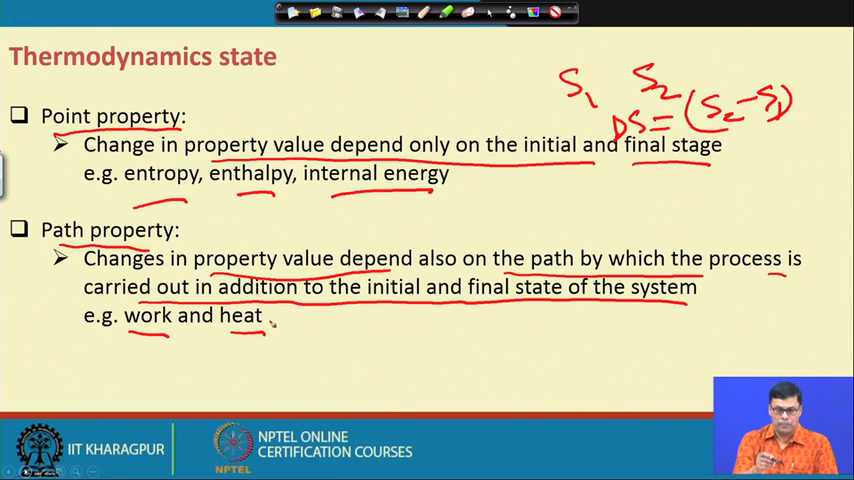 Thermodynamics state
S1 S2
DS = (S2-S1)
Point property:
Change in property value depend only on the initial and final stage
e.g. entropy, enthalpy, internal energy
Path property:
Changes in property value depend also on the path by which the process is
carried out in addition to the initial and final state of the system
e.g. work and heat
IIT KHARAGPUR
NPTEL
NPTEL ONLINE
CERTIFICATION COURSES